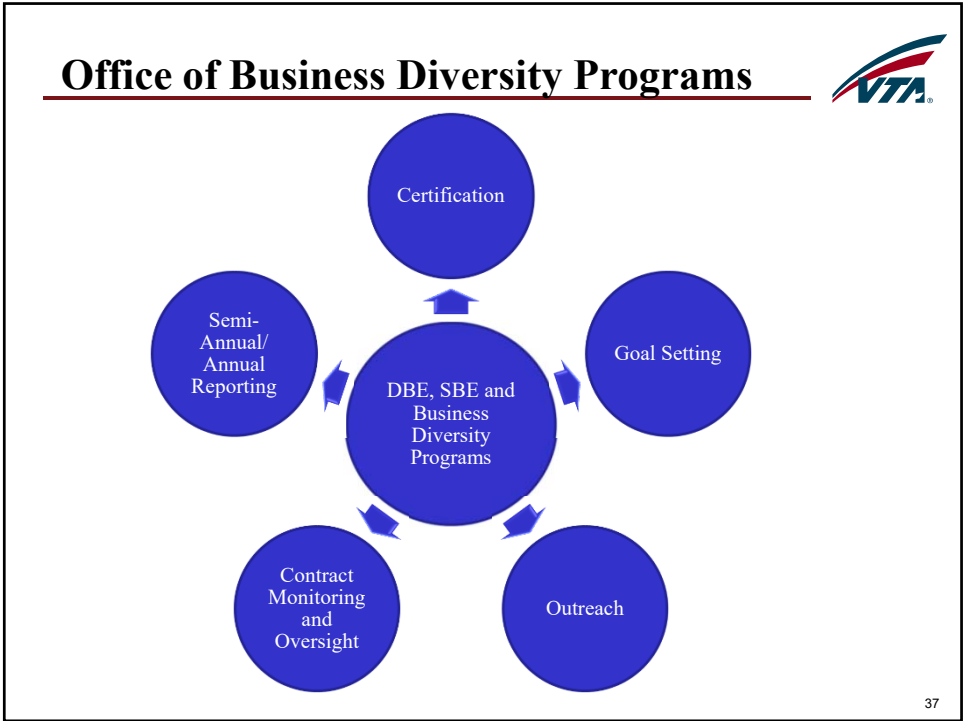 Office of Business Diversity Programs
VTA®
Certification
Semi-
Annual/
Annual
Reporting
Goal Setting
DBE, SBE and
Business
Diversity
Programs
Contract
Monitoring
and
Oversight
Outreach
37